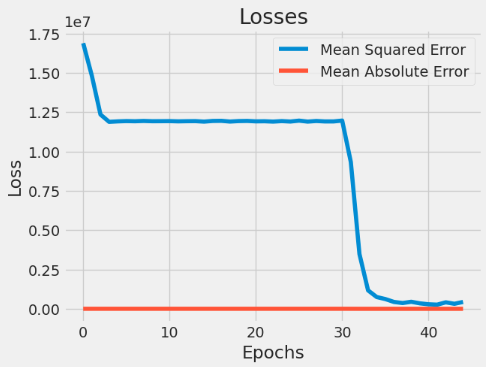 Losses
1e7
Mean Squared Error
Mean Absolute Error
1.75
1.50
1.25
1.00
0.75
0.50
0.25
0.00
Loss
0 10 20 30 40
Epochs